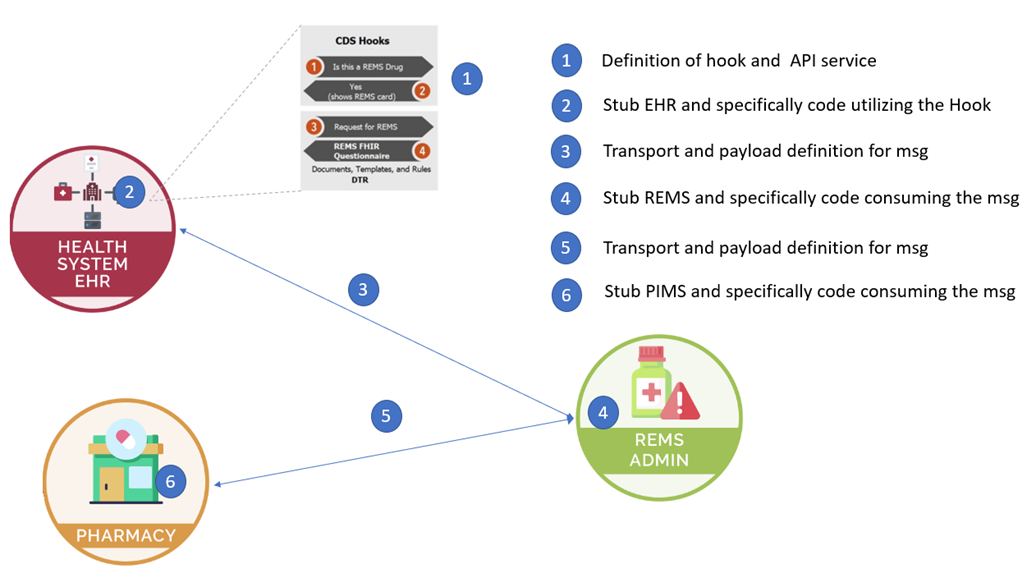 CDS Hooks
1 Is this a REMS Drug
Yes
(shows REMS card) 2
3 Request for REMS
REMS FHIR
Questionnaire 4
Documents, Templates, and Rules
DTR
1
1 Definition of hook and API service
2 Stub EHR and specifically code utilizing the Hook
3 Transport and payload definition for msg
4 Stub REMS and specifically code consuming the msg
5 Transport and payload definition for msg
6 Stub PIMS and specifically code consuming the msg
2
HEALTH
SYSTEM
EHR
3
4
REMS
ADMIN
5
6
PHARMACY